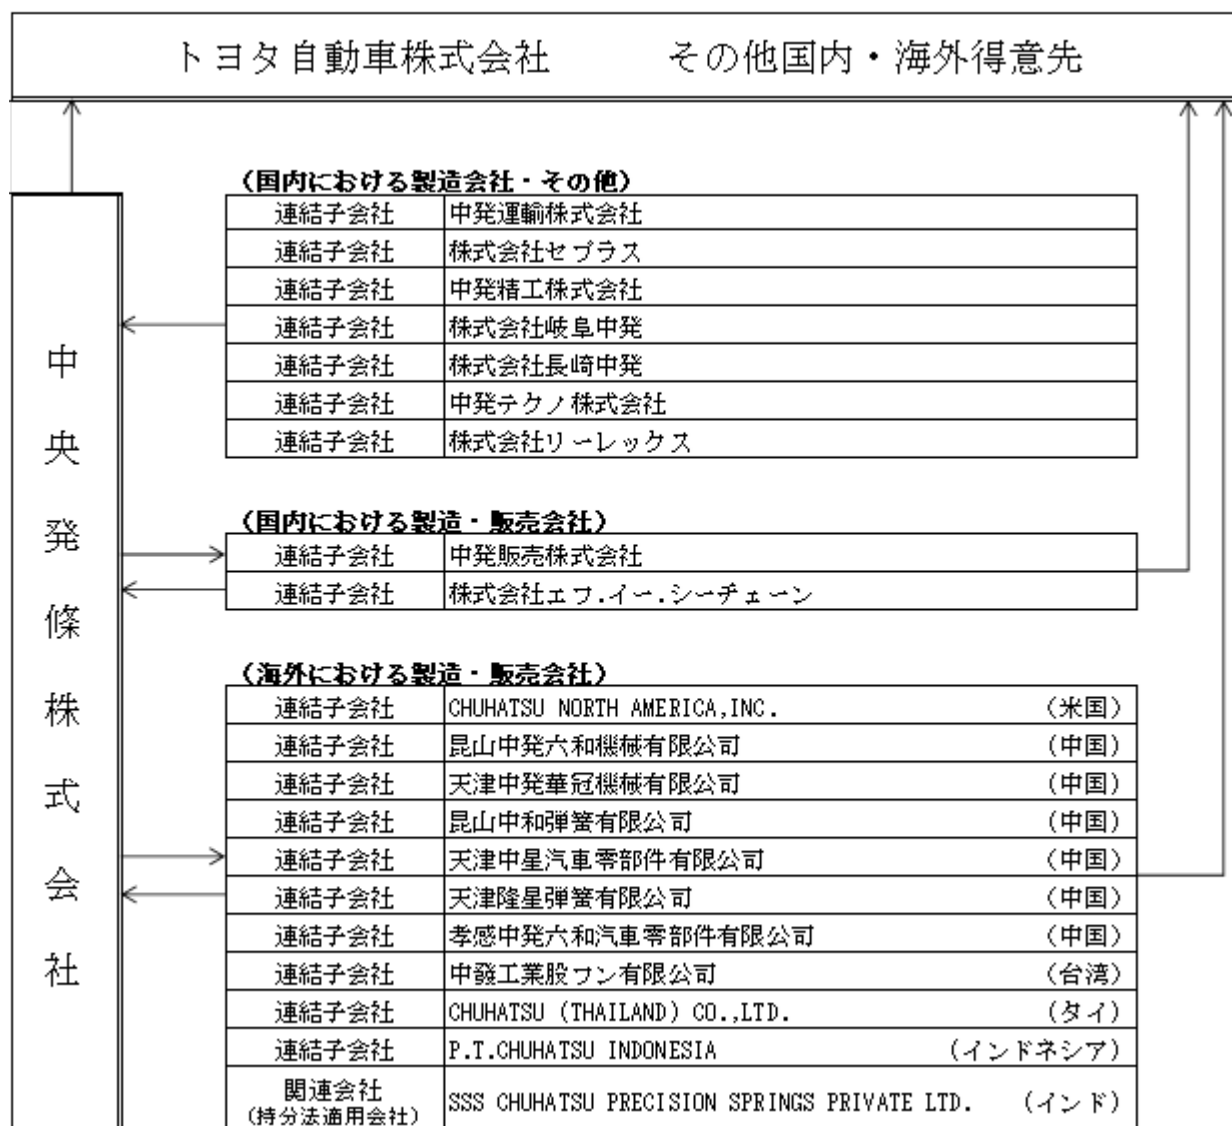 トヨタ自動車株式会社　その他国内・海外得意先
中央発條株式会社
（国内における製造会社・その他）
連結子会社 中発運輸株式会社
連結子会社 株式会社セプラス
連結子会社 中発精工株式会社
連結子会社 株式会社岐阜中発
連結子会社 株式会社長崎中発
連結子会社 中発テクノ株式会社
連結子会社 株式会社リーレックス
（国内における製造・販売会社）
連結子会社 中発販売株式会社
連結子会社 株式会社エフ.イー.シーチェーン
（海外における製造・販売会社）
連結子会社 CHUHATSU NORTH AMERICA,INC. （米国）
連結子会社 昆山中発六和機械有限公司 （中国）
連結子会社 天津中発華冠機械有限公司 （中国）
連結子会社 昆山中和弾簧有限公司 （中国）
連結子会社 天津中星汽車零部件有限公司 （中国）
連結子会社 天津隆星弾簧有限公司 （中国）
連結子会社 孝感中発六和汽車零部件有限公司 （中国）
連結子会社 中發工業股フン有限公司 （台湾）
連結子会社 CHUHATSU (THAILAND) CO.,LTD. （タイ）
連結子会社 P.T.CHUHATSU INDONESIA （インドネシア）
関連会社
（持分法適用会社） SSS CHUHATSU PRECISION SPRINGS PRIVATE LTD. （インド）